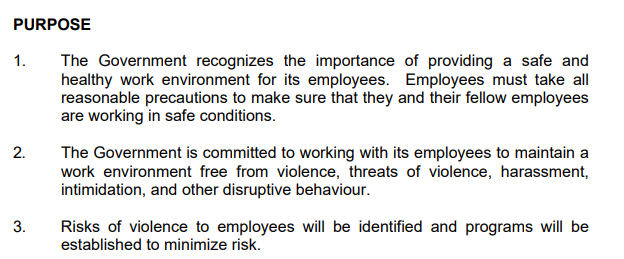 PURPOSE
1. The Government recognizes the importance of providing a safe and
healthy work environment for its employees. Employees must take all
reasonable precautions to make sure that they and their fellow employees
are working in safe conditions.
2. The Government is committed to working with its employees to maintain a
work environment free from violence, threats of violence, harassment,
intimidation, and other disruptive behaviour.
3. Risks of violence to employees will be identified and programs will be
established to minimize risk.